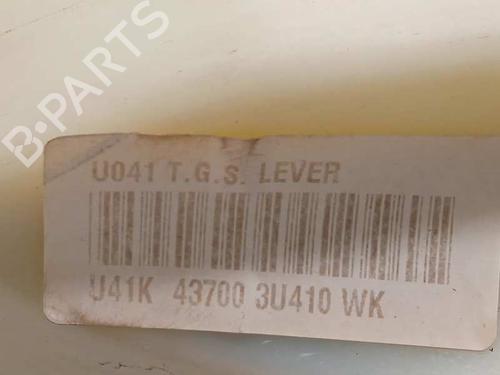 B-PARTS
U041 T.G.S. LEVER
U41K 43700 3U410 WK